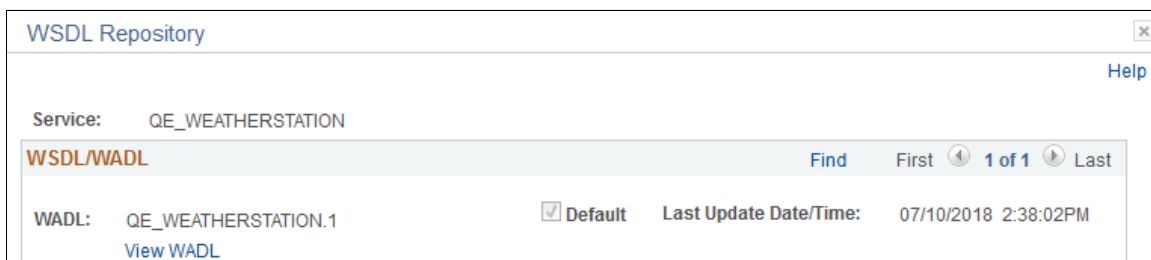 WSDL Repository
Help
Service: QE_WEATHERSTATION
WSDL/WADL Find First 1 of 1 Last
WADL: QE_WEATHERSTATION.1 Default Last Update Date/Time: 07/10/2018 2:38:02PM
View WADL